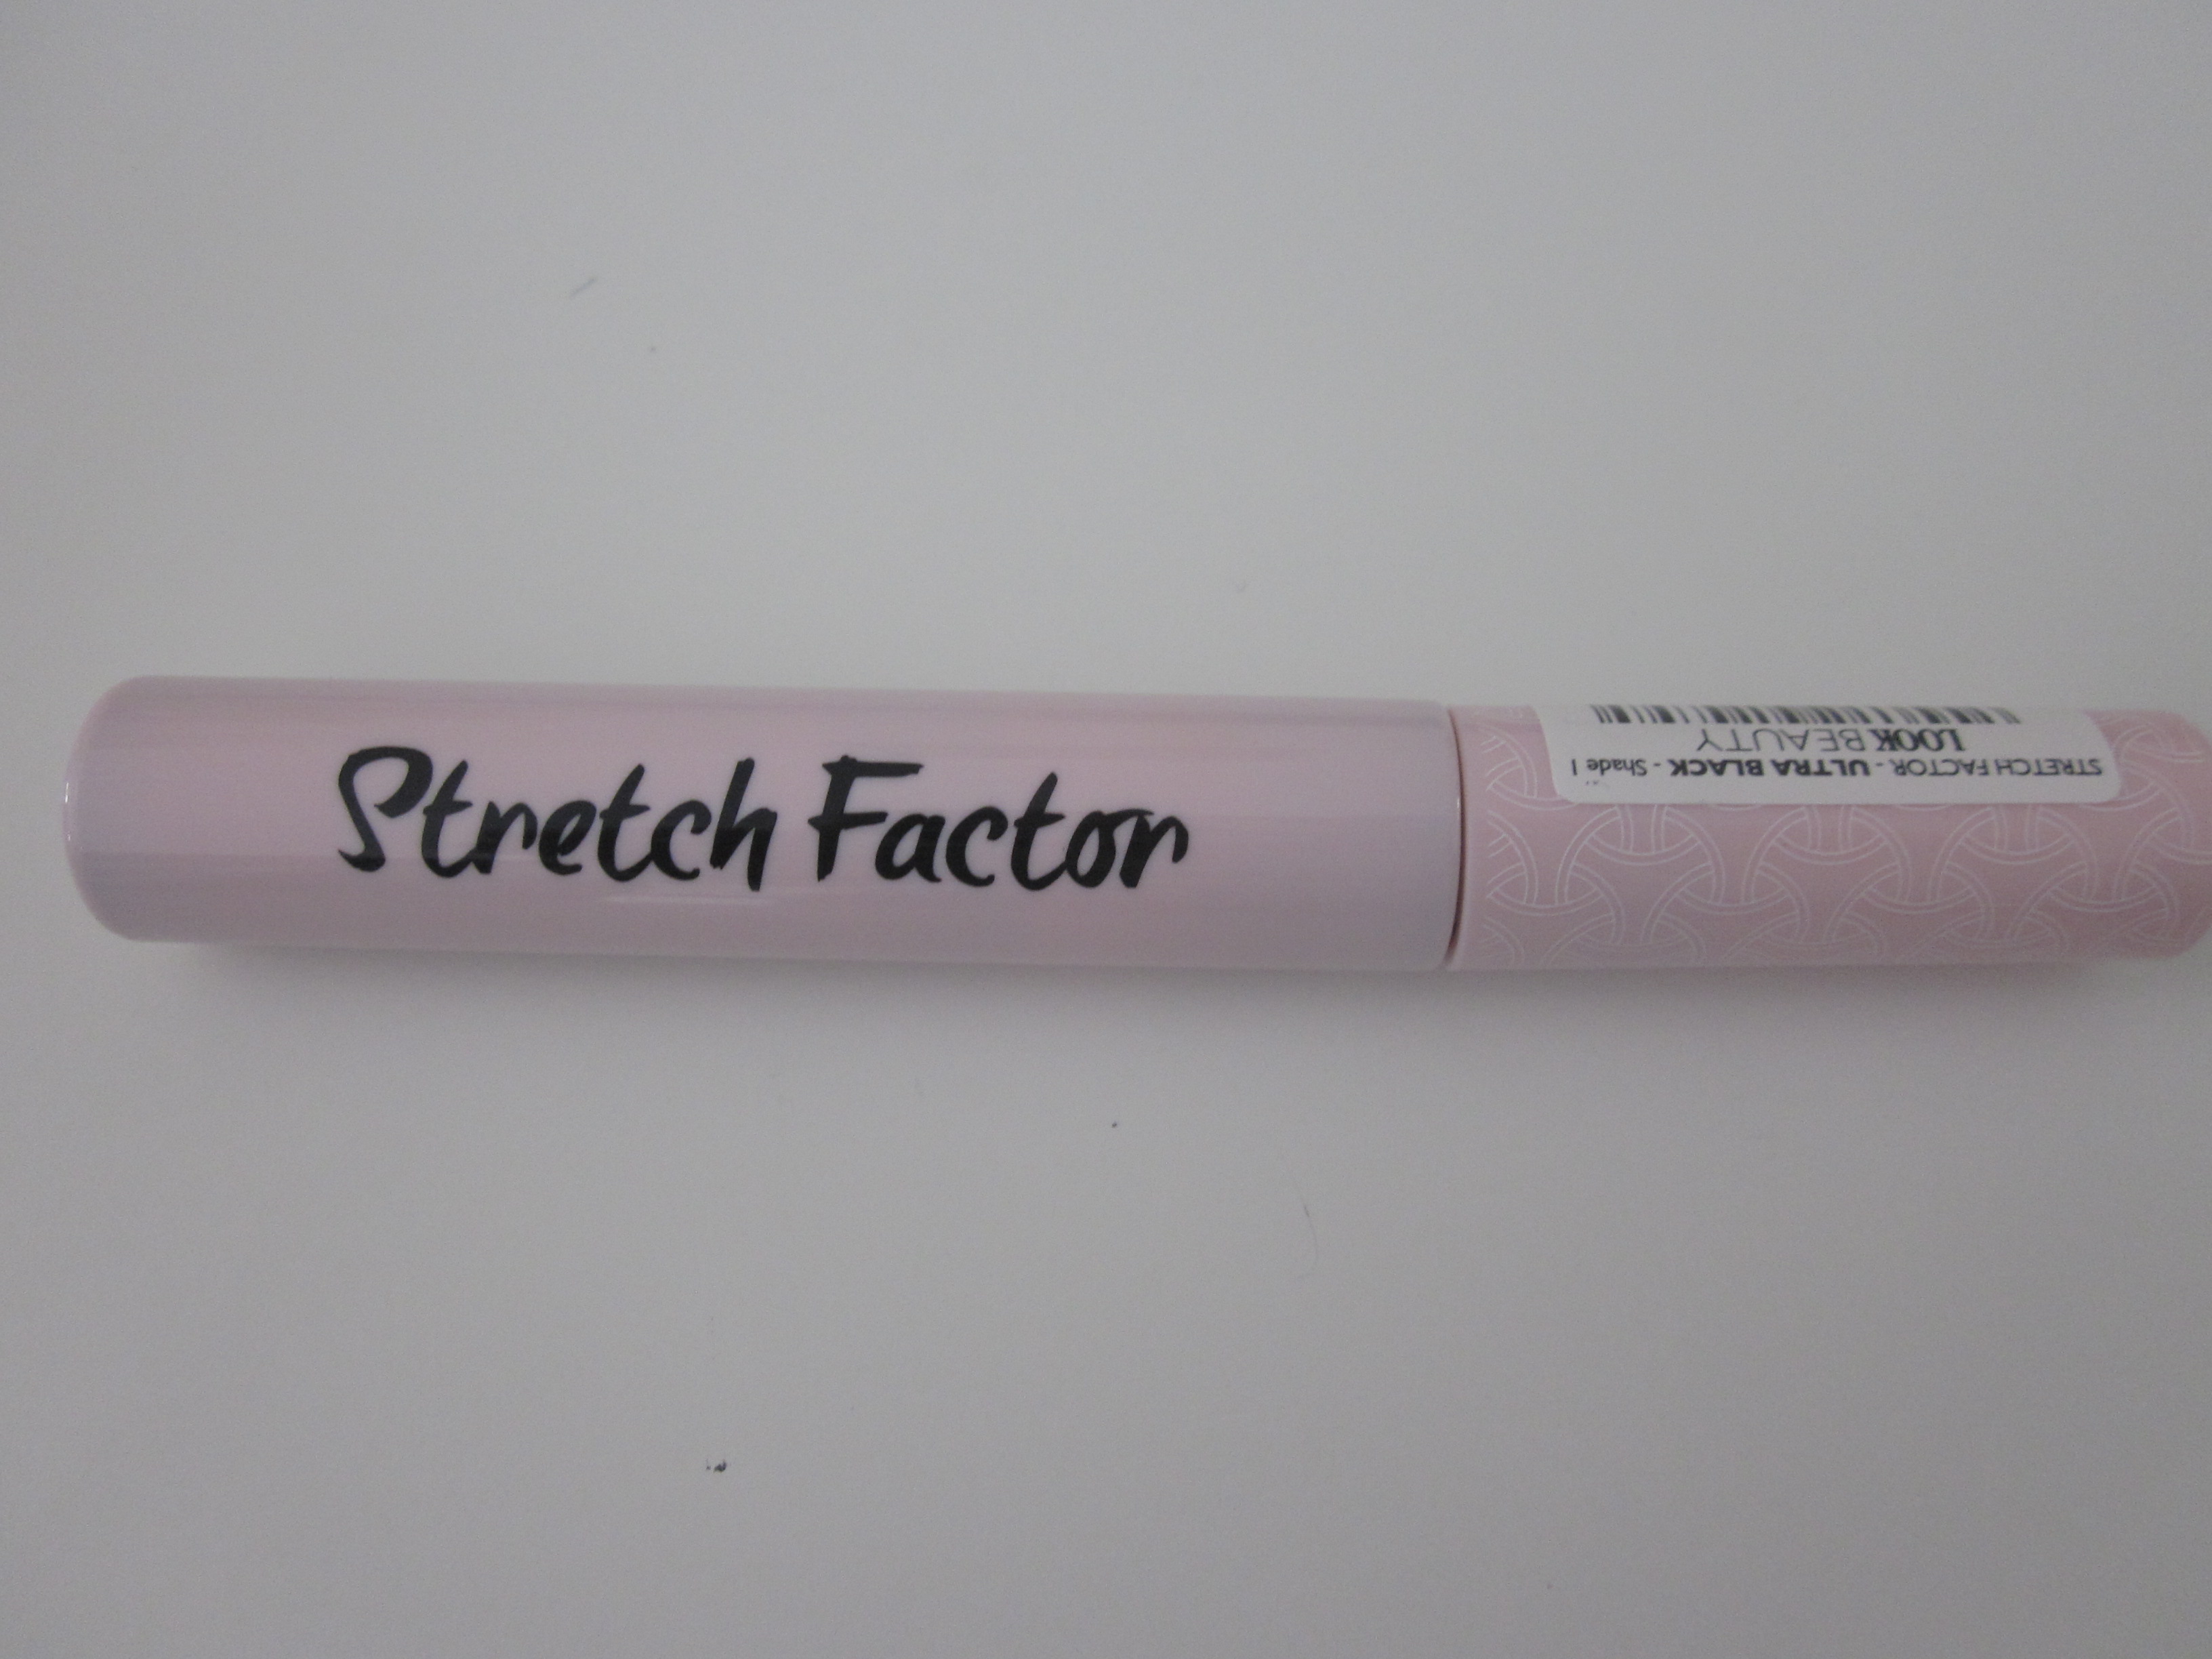 Stretch Factor
STRETCH FACTOR - ULTRA BLACK - Shade 1
LOOK BEAUTY